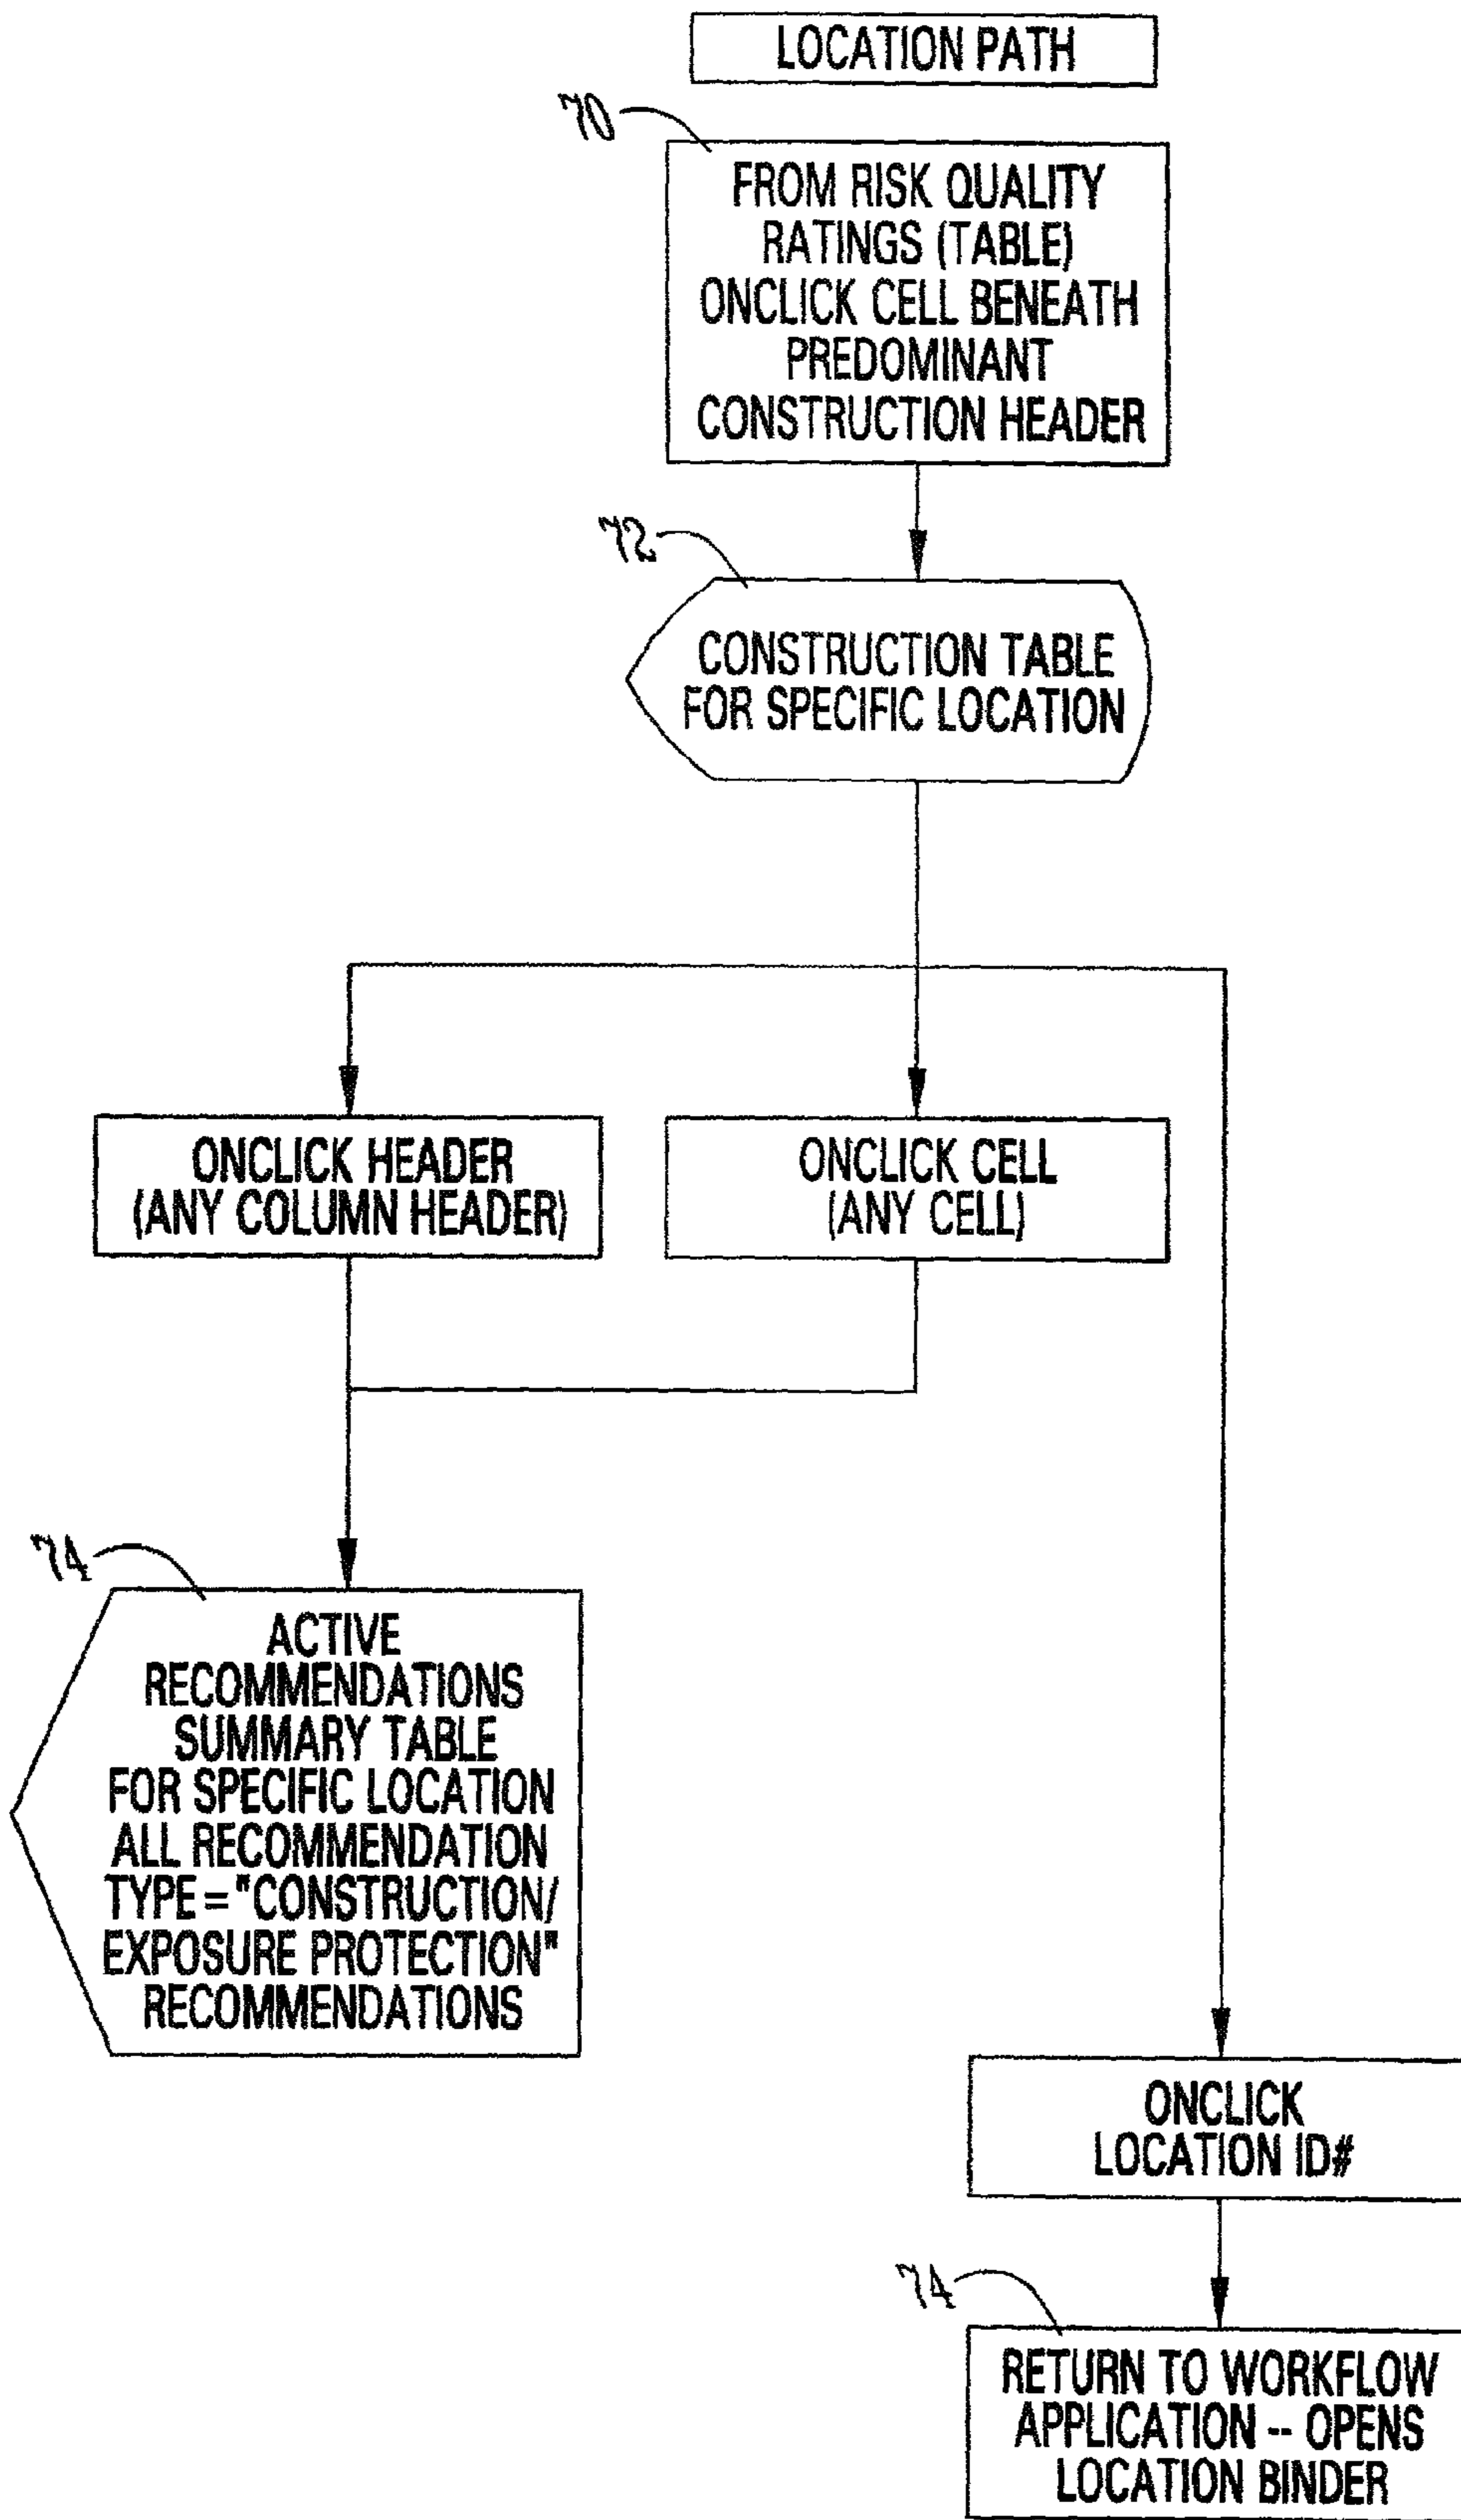 LOCATION PATH
70
FROM RISK QUALITY
RATINGS (TABLE)
ONCLICK CELL BENEATH
PREDOMINANT
CONSTRUCTION HEADER
72
CONSTRUCTION TABLE
FOR SPECIFIC LOCATION
ONCLICK HEADER
(ANY COLUMN HEADER)
ONCLICK CELL
(ANY CELL)
74
ACTIVE
RECOMMENDATIONS
SUMMARY TABLE
FOR SPECIFIC LOCATION
ALL RECOMMENDATION
TYPE="CONSTRUCTION/
EXPOSURE PROTECTION"
RECOMMENDATIONS
ONCLICK
LOCATION ID#
74
RETURN TO WORKFLOW
APPLICATION -- OPENS
LOCATION BINDER